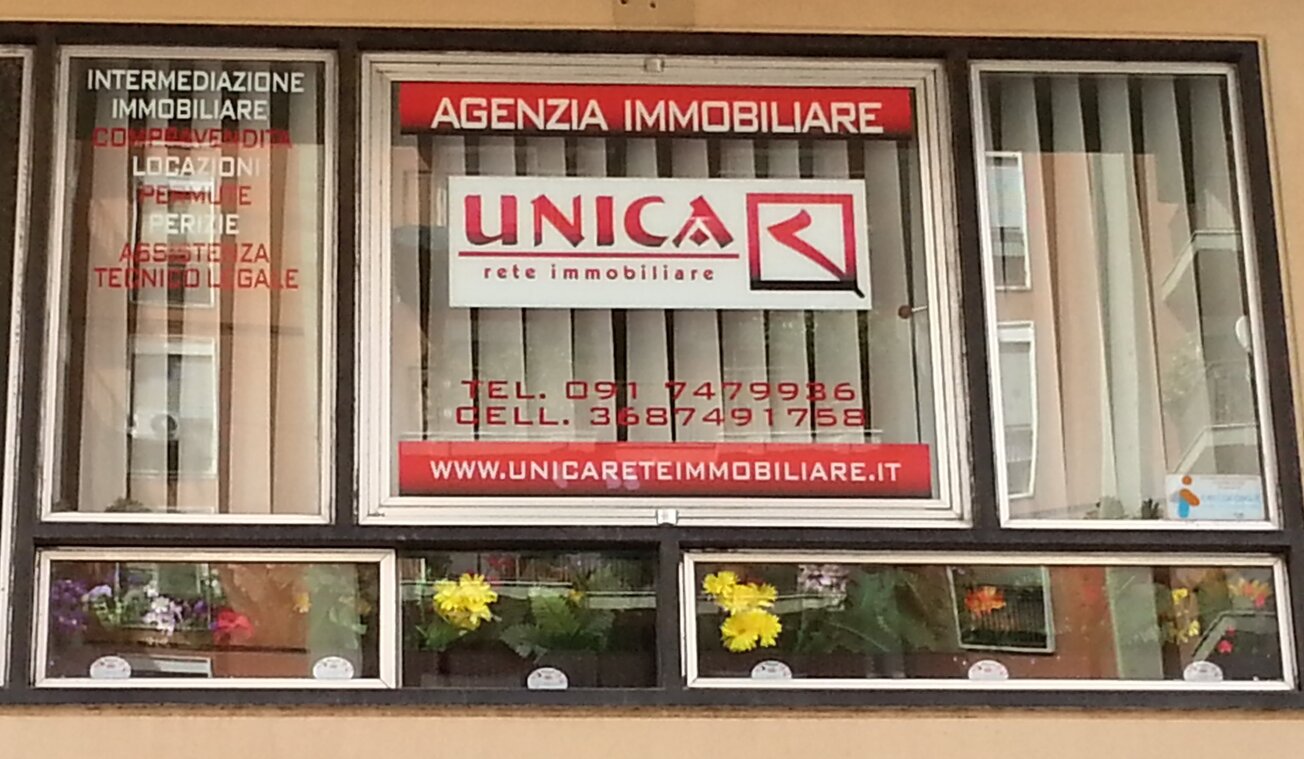 INTERMEDIAZIONE
IMMOBILIARE
COMPRAVENDITA
LOCAZIONI
PERMUTE
PERIZIE
ASSISTENZA
TECNICO LEGALE
AGENZIA IMMOBILIARE
UNICA
rete immobiliare
TEL. 091 7479936
CELL. 3687491758
WWW.UNICARETEIMMOBILIARE.IT